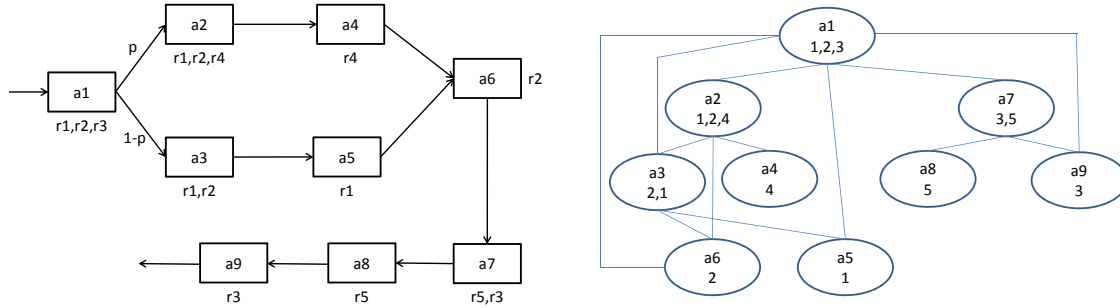 a2
r1,r2,r4
a4
r4
p
a1
r1,r2,r3
1-p
a6
r2
a3
r1,r2
a5
r1
a9
r3
a8
r5
a7
r5,r3
a1
1,2,3
a2
1,2,4
a7
3,5
a3
2,1
a4
4
a8
5
a9
3
a6
2
a5
1